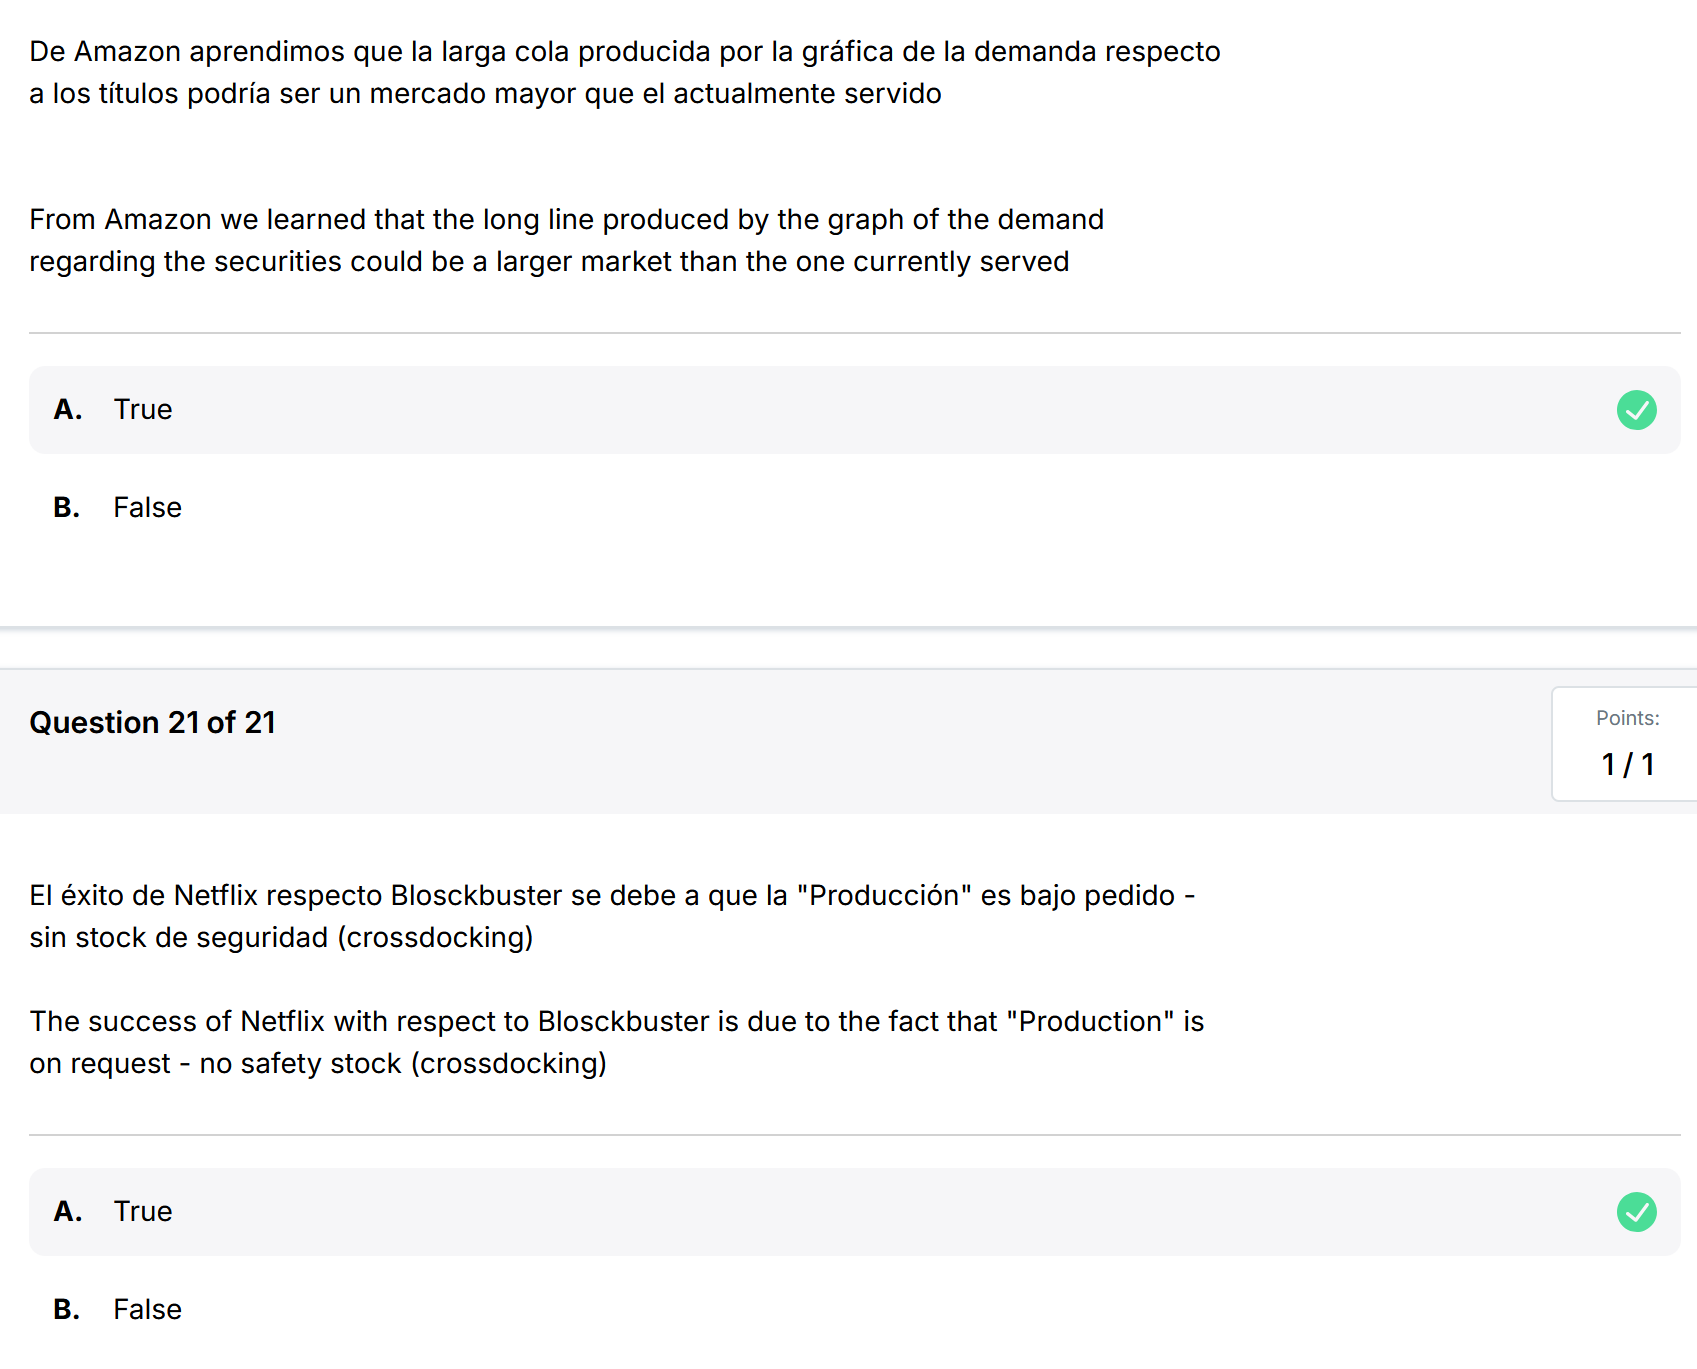 De Amazon aprendimos que la larga cola producida por la gráfica de la demanda respecto
a los títulos podría ser un mercado mayor que el actualmente servido
From Amazon we learned that the long line produced by the graph of the demand
regarding the securities could be a larger market than the one currently served
A. True
B. False
Question 21 of 21
Points:
1 / 1
El éxito de Netflix respecto Blosckbuster se debe a que la "Producción" es bajo pedido -
sin stock de seguridad (crossdocking)
The success of Netflix with respect to Blosckbuster is due to the fact that "Production" is
on request - no safety stock (crossdocking)
A. True
B. False